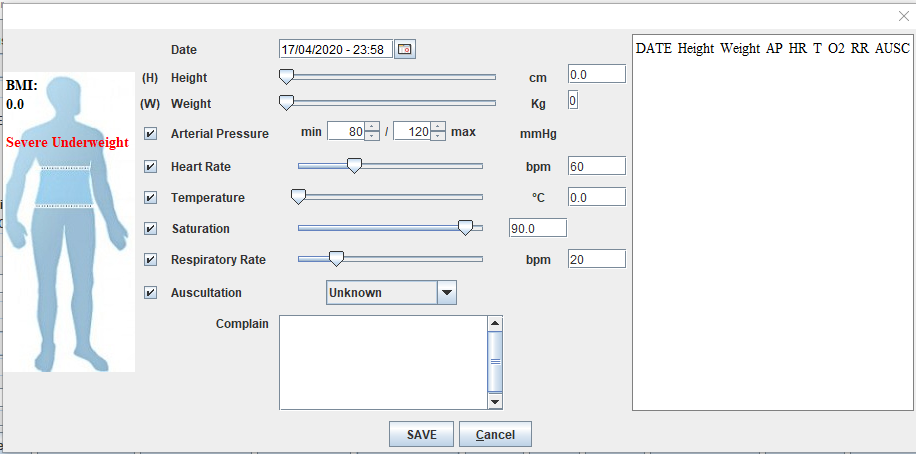 Date 17/04/2020 - 23:58
DATE Height Weight AP HR T O2 RR AUSC
BMI:
0.0
Severe Underweight
(H) Height cm 0.0
(W) Weight Kg 0
Arterial Pressure min 80 / 120 max mmHg
Heart Rate bpm 60
Temperature °C 0.0
Saturation 90.0
Respiratory Rate bpm 20
Auscultation Unknown
Complain
SAVE Cancel